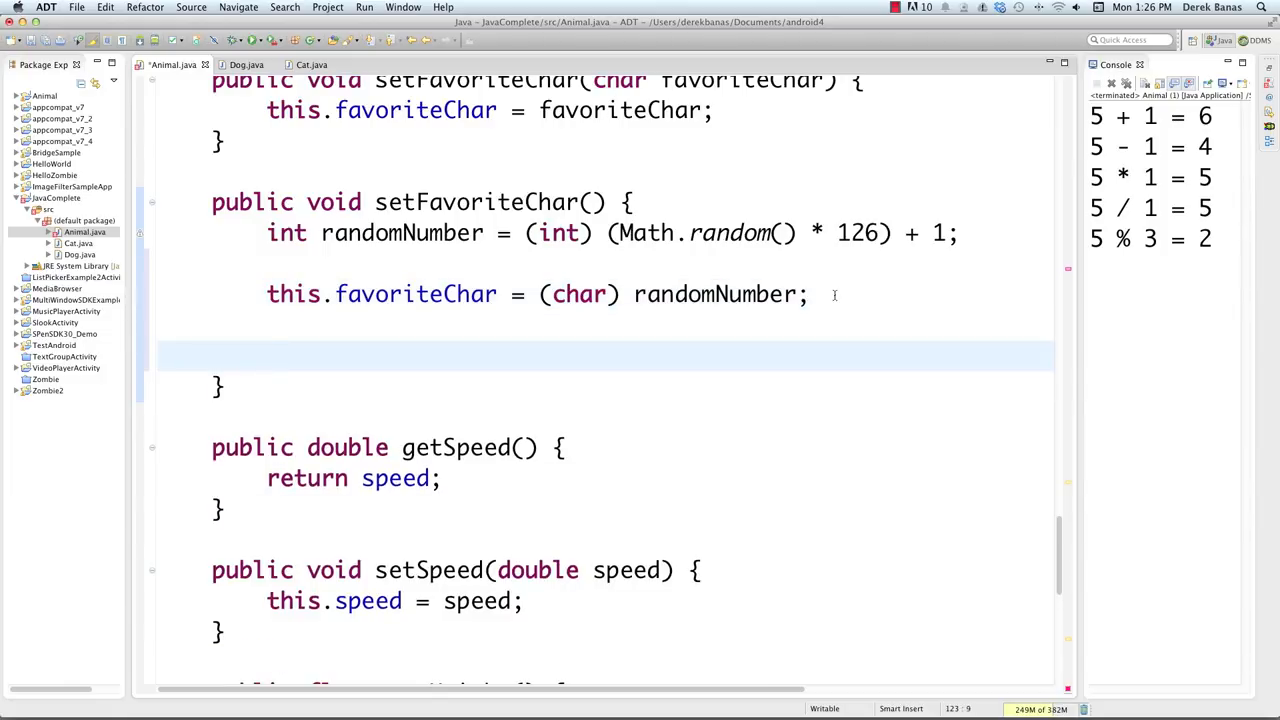 ADT File Edit Refactor Source Navigate Search Project Run Window Help 10 Mon 1:26 PM Derek Banas
Java – JavaComplete/src/Animal.java – ADT – /Users/derekbanas/Documents/android4
Quick Access Java DDMS
Package Exp
*Animal.java Dog.java Cat.java
Console
<terminated> Animal (1) [Java Application] /S
Animal
appcompat_v7
appcompat_v7_2
appcompat_v7_3
appcompat_v7_4
BridgeSample
HelloWorld
HelloZombie
ImageFilterSampleApp
JavaComplete
src
(default package)
Animal.java
Cat.java
Dog.java
JRE System Library [Ja
ListPickerExample2Activi
MediaBrowser
MultiWindowSDKExample
MusicPlayerActivity
SlookActivity
SPenSDK30_Demo
TestAndroid
TextGroupActivity
VideoPlayerActivity
Zombie
Zombie2
public void setFavoriteChar(char favoriteChar) {
this.favoriteChar = favoriteChar;
}
public void setFavoriteChar() {
int randomNumber = (int) (Math.random() * 126) + 1;
this.favoriteChar = (char) randomNumber;
}
public double getSpeed() {
return speed;
}
public void setSpeed(double speed) {
this.speed = speed;
}
5 + 1 = 6
5 - 1 = 4
5 * 1 = 5
5 / 1 = 5
5 % 3 = 2
Writable Smart Insert 123 : 9 249M of 382M